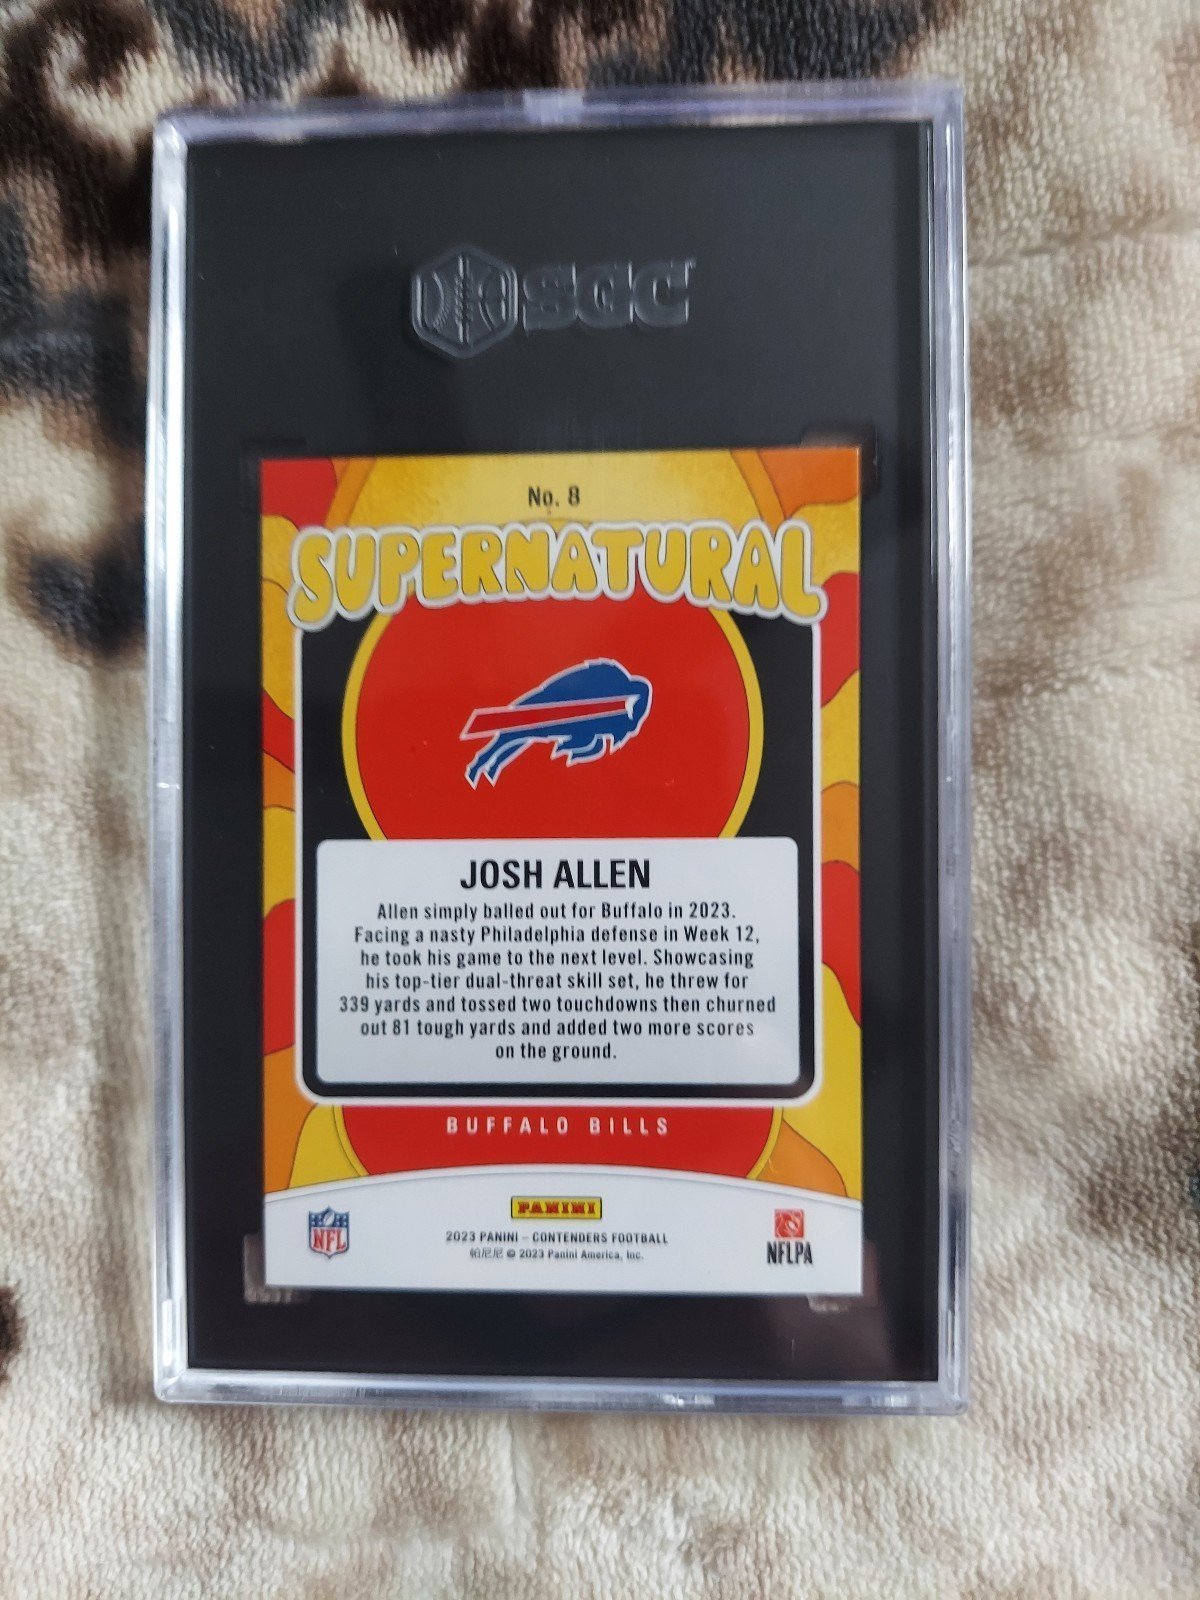 SGC
No. 8
SUPERNATURAL
JOSH ALLEN
Allen simply balled out for Buffalo in 2023.
Facing a nasty Philadelphia defense in Week 12,
he took his game to the next level. Showcasing
his top-tier dual-threat skill set, he threw for
339 yards and tossed two touchdowns then churned
out 81 tough yards and added two more scores
on the ground.
BUFFALO BILLS
PANINI
NFL
2023 PANINI – CONTENDERS FOOTBALL
帕尼尼 © 2023 Panini America, Inc.
NFLPA